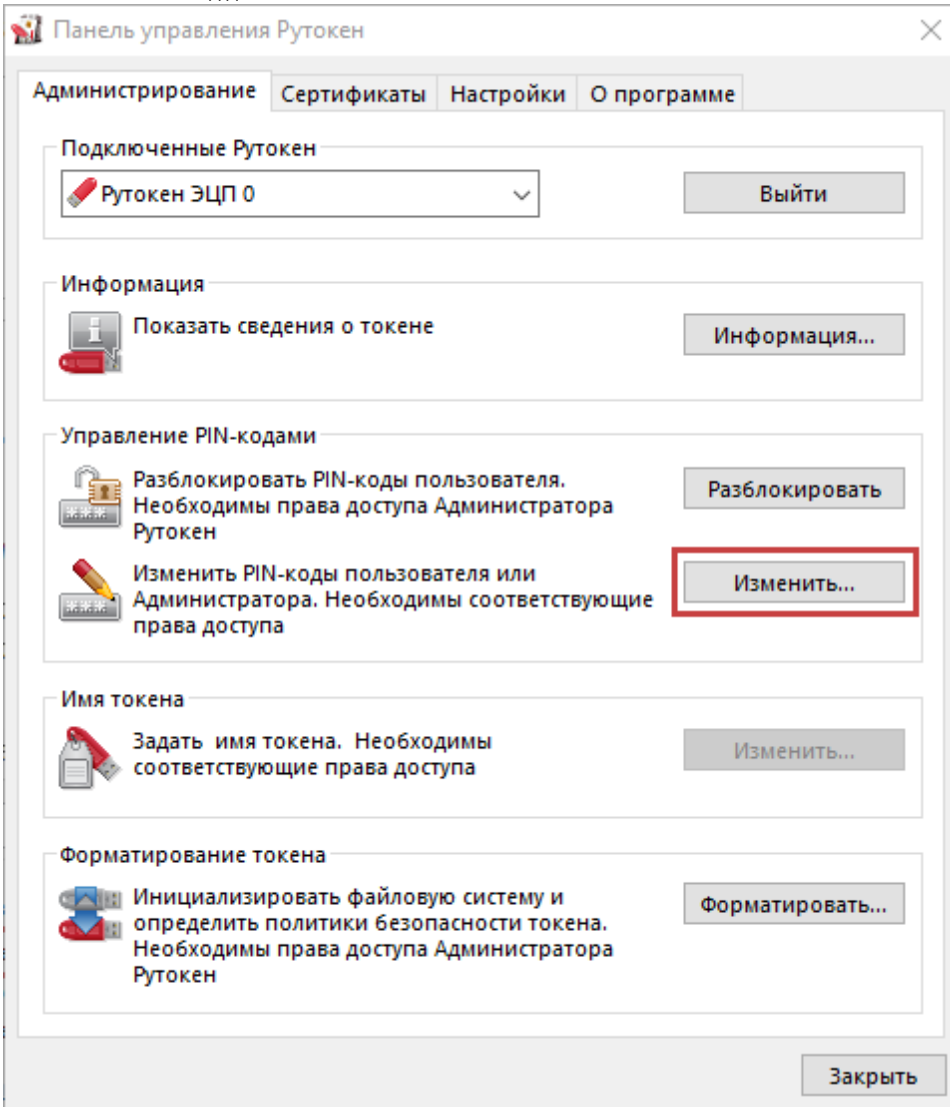 Панель управления Рутокен
Администрирование Сертификаты Настройки О программе
Подключенные Рутокен
Рутокен ЭЦП 0
Выйти
Информация
Показать сведения о токене
Информация...
Управление PIN-кодами
Разблокировать PIN-коды пользователя.
Необходимы права доступа Администратора
Рутокен
Разблокировать
Изменить PIN-коды пользователя или
Администратора. Необходимы соответствующие
права доступа
Изменить...
Имя токена
Задать имя токена. Необходимы
соответствующие права доступа
Изменить...
Форматирование токена
Инициализировать файловую систему и
определить политики безопасности токена.
Необходимы права доступа Администратора
Рутокен
Форматировать...
Закрыть